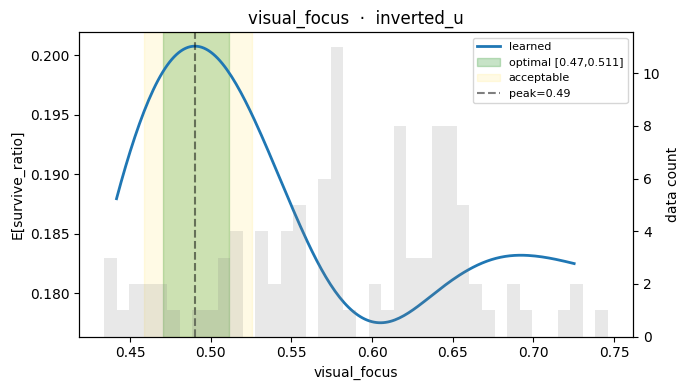 visual_focus · inverted_u
learned
optimal [0.47,0.511]
acceptable
peak=0.49
E[survive_ratio]
0.200
0.195
0.190
0.185
0.180
10
8
6
4
2
0
data count
0.45 0.50 0.55 0.60 0.65 0.70 0.75
visual_focus